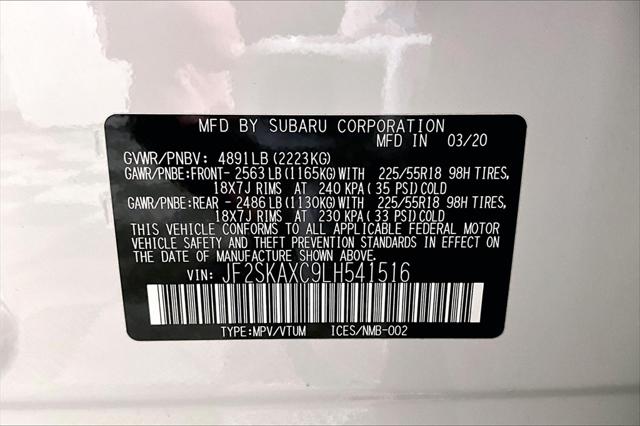 MFD BY SUBARU CORPORATION
MFD IN 03/20
GVWR/PNBV: 4891LB (2223KG)
GAWR/PNBE:FRONT- 2563LB (1165KG)WITH 225/55R18 98H TIRES,
18X7J RIMS AT 240 KPA (35 PSI)COLD
GAWR/PNBE:REAR - 2486LB (1130KG)WITH 225/55R18 98H TIRES,
18X7J RIMS AT 230 KPA (33 PSI)COLD
THIS VEHICLE CONFORMS TO ALL APPLICABLE FEDERAL MOTOR
VEHICLE SAFETY AND THEFT PREVENTION STANDARDS IN EFFECT ON
THE DATE OF MANUFACTURE SHOWN ABOVE.
VIN: JF2SKAXC9LH541516
TYPE:MPV/VTUM ICES/NMB-002